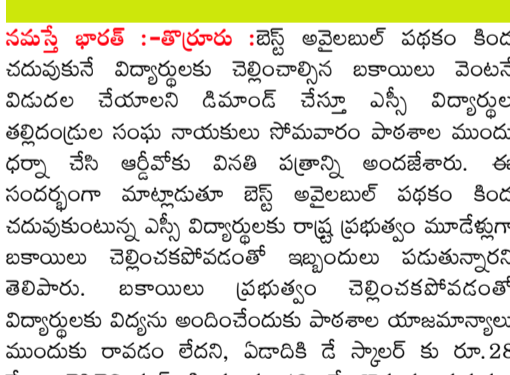 నమస్తే భారత్ :-తొర్రూరు :బెస్ట్ అవైలబుల్ పథకం కింద
చదువుకునే విద్యార్థులకు చెల్లించాల్సిన బకాయిలు వెంటనే
విడుదల చేయాలని డిమాండ్ చేస్తూ ఎస్సీ విద్యార్థుల
తల్లిదండ్రుల సంఘ నాయకులు సోమవారం పాఠశాల ముందు
ధర్నా చేసి ఆర్డీవోకు వినతి పత్రాన్ని అందజేశారు. ఈ
సందర్భంగా మాట్లాడుతూ బెస్ట్ అవైలబుల్ పథకం కింద
చదువుకుంటున్న ఎస్సీ విద్యార్థులకు రాష్ట్ర ప్రభుత్వం మూడేళ్లుగా
బకాయిలు చెల్లించకపోవడంతో ఇబ్బందులు పడుతున్నారని
తెలిపారు. బకాయిలు ప్రభుత్వం చెల్లించకపోవడంతో
విద్యార్థులకు విద్యను అందించేందుకు పాఠశాల యాజమాన్యాలు
ముందుకు రావడం లేదని, ఏడాదికి డే స్కాలర్ కు రూ.28